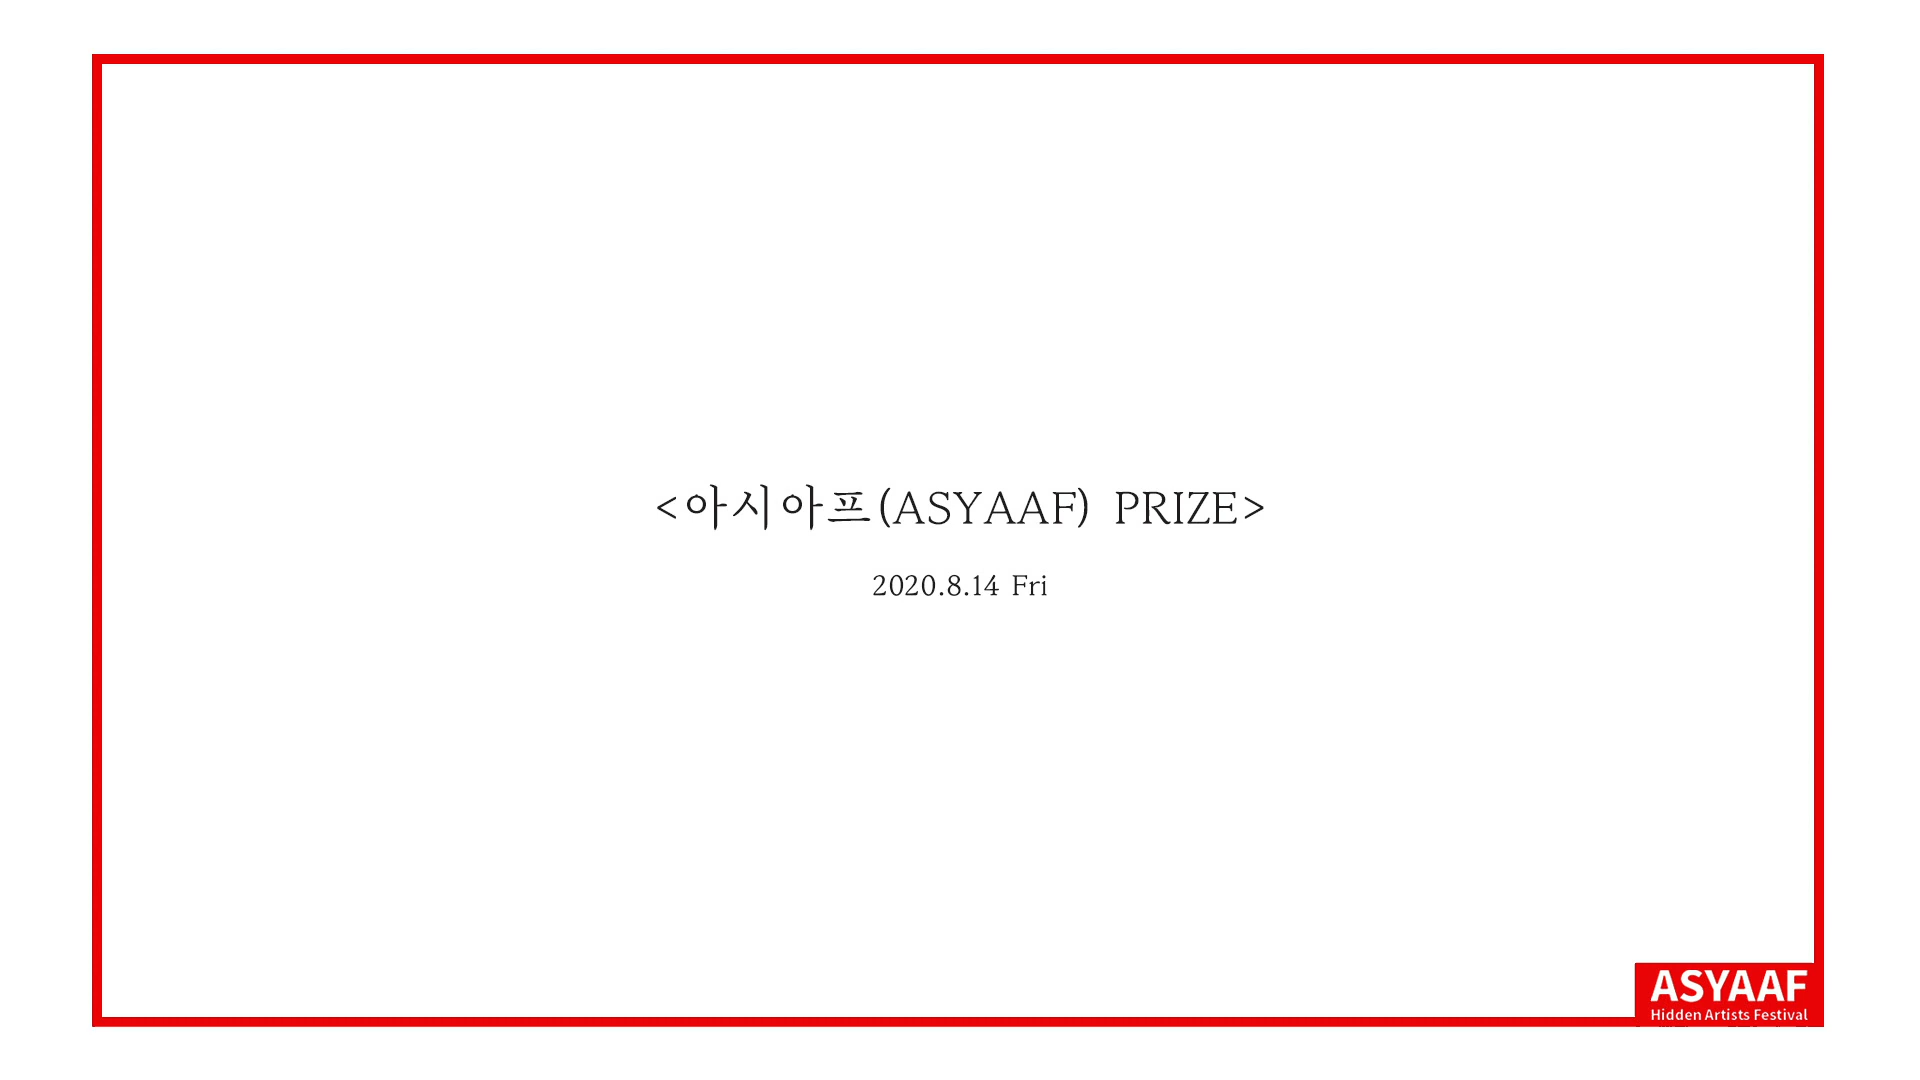 <아시아프(ASYAAF) PRIZE>
2020.8.14 Fri
ASYAAF
Hidden Artists Festival